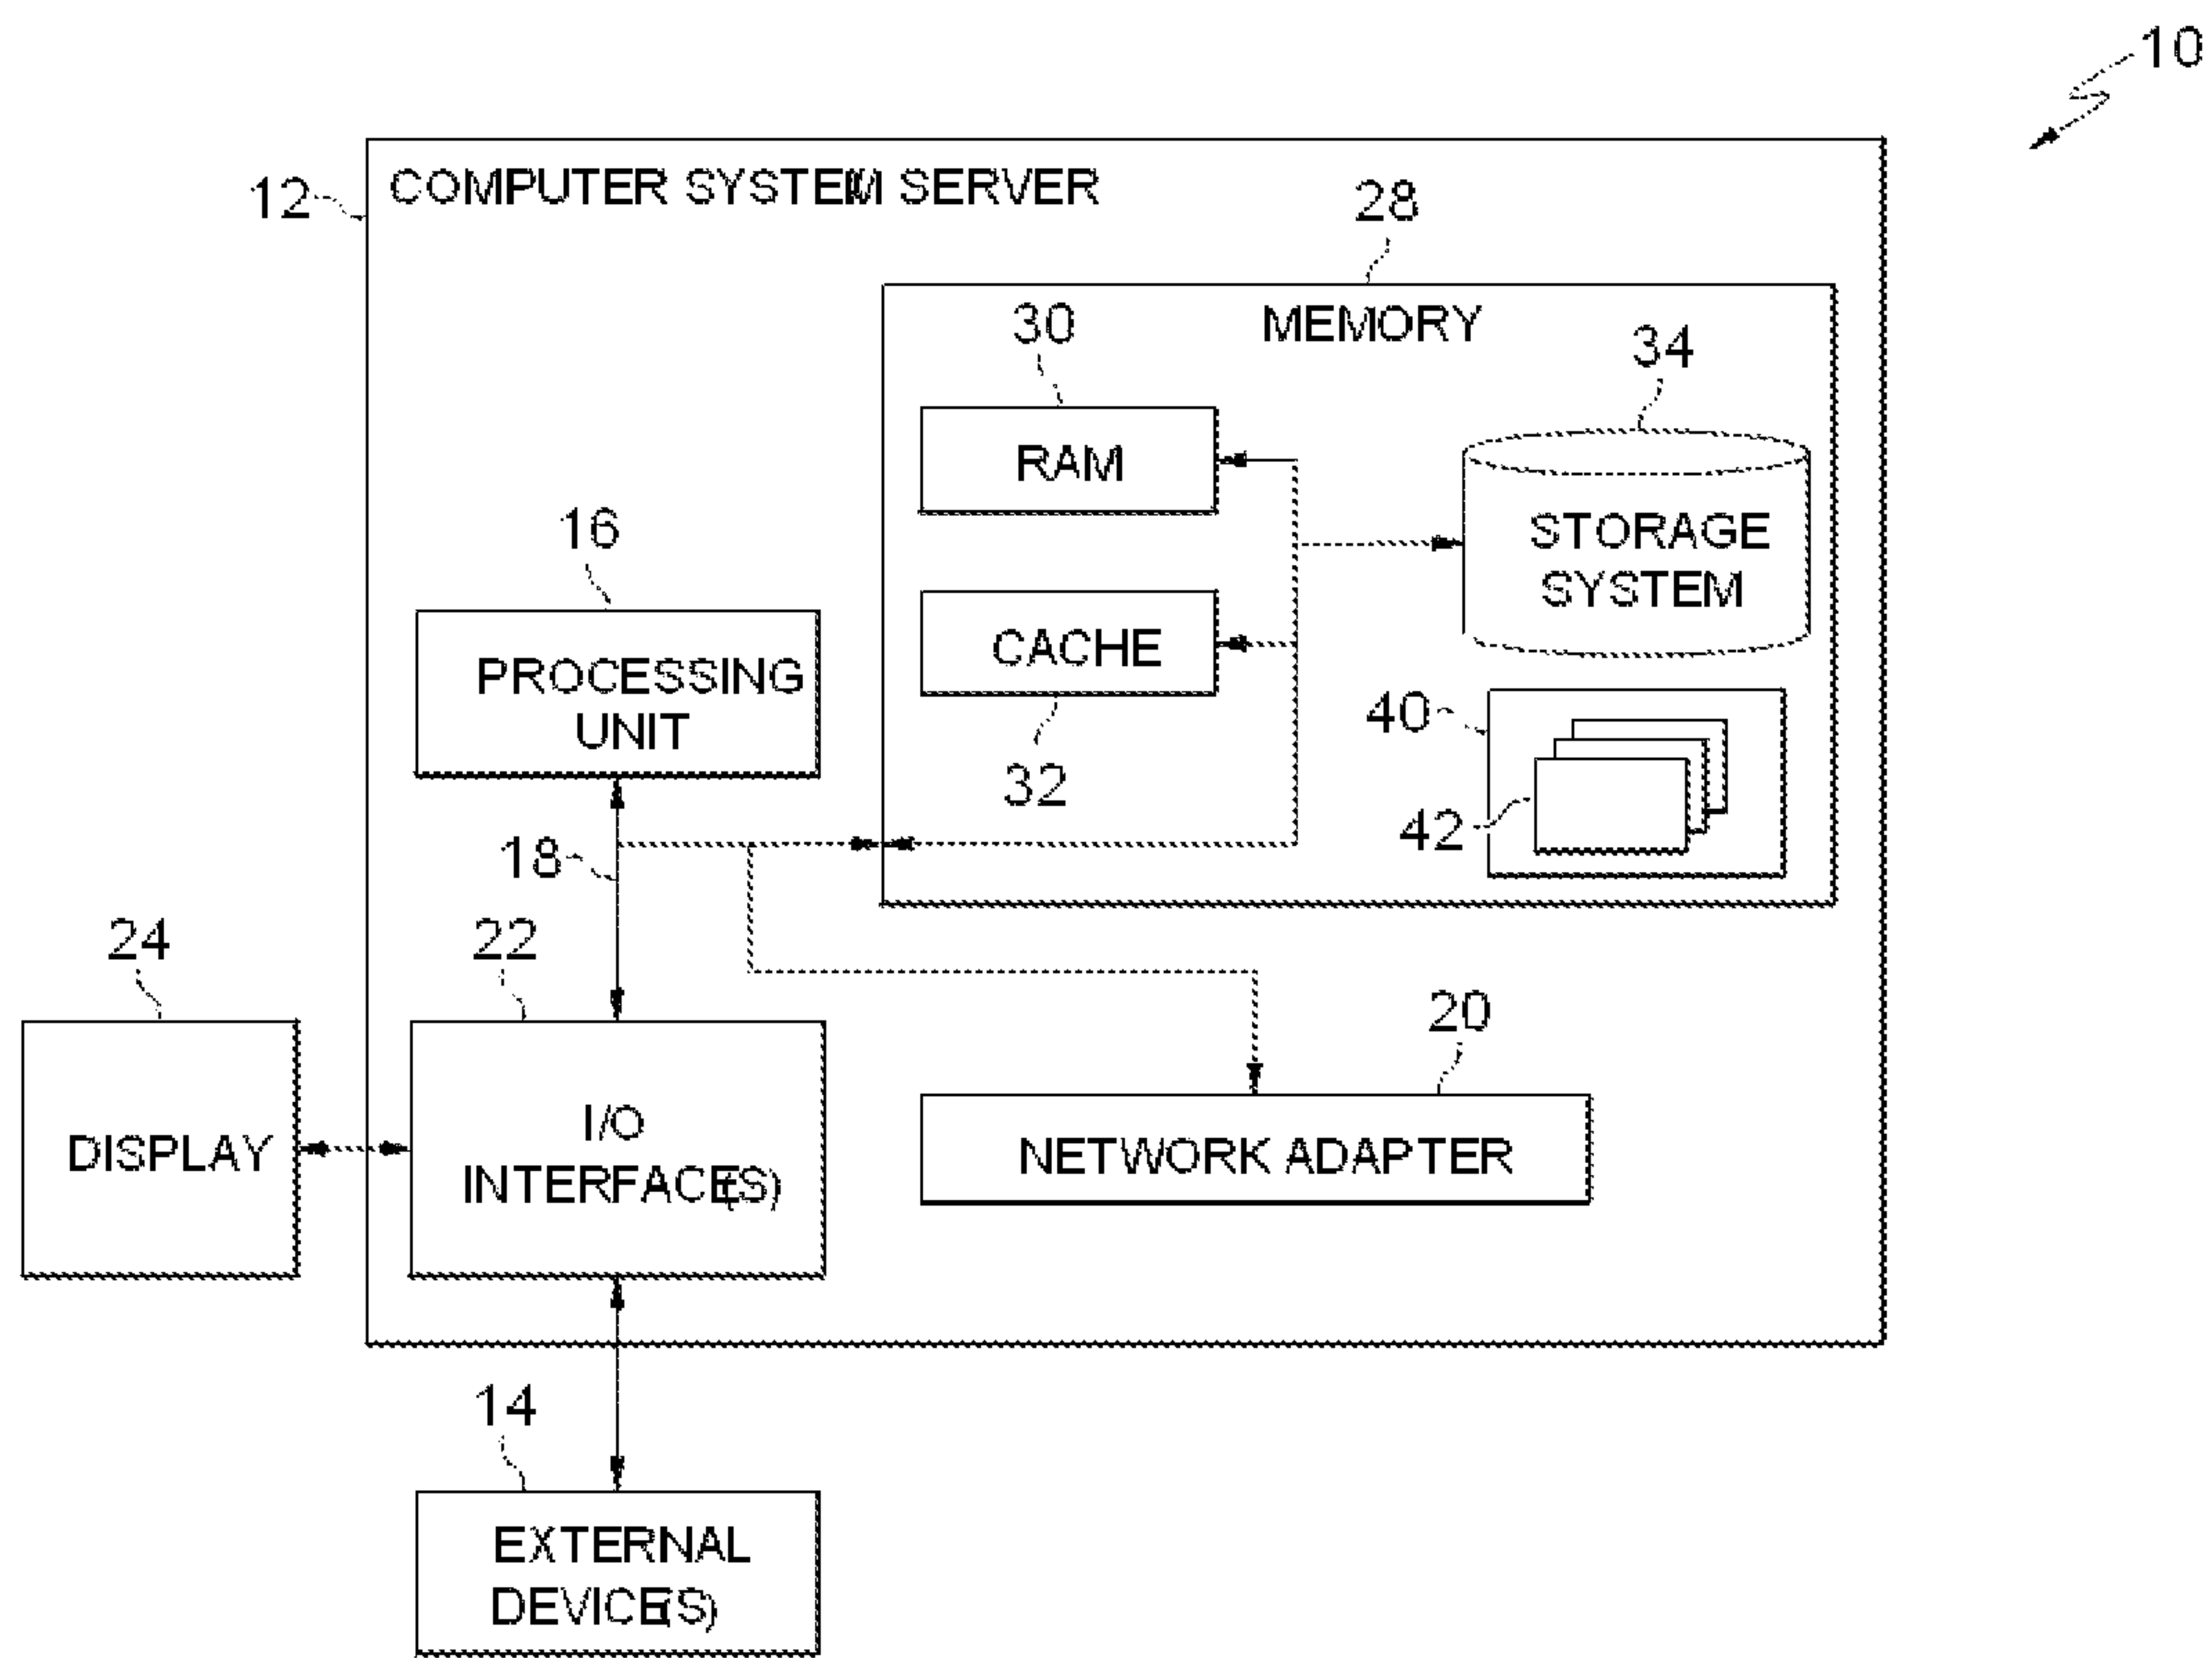 10
12
COMPUTER SYSTEM/ SERVER
28
MEMORY
30
34
RAM
STORAGE
SYSTEM
16
PROCESSING
UNIT
CACHE
32
40
42
18
24
22
20
DISPLAY
I/O
INTERFACE(S)
NETWORK ADAPTER
14
EXTERNAL
DEVICE(S)